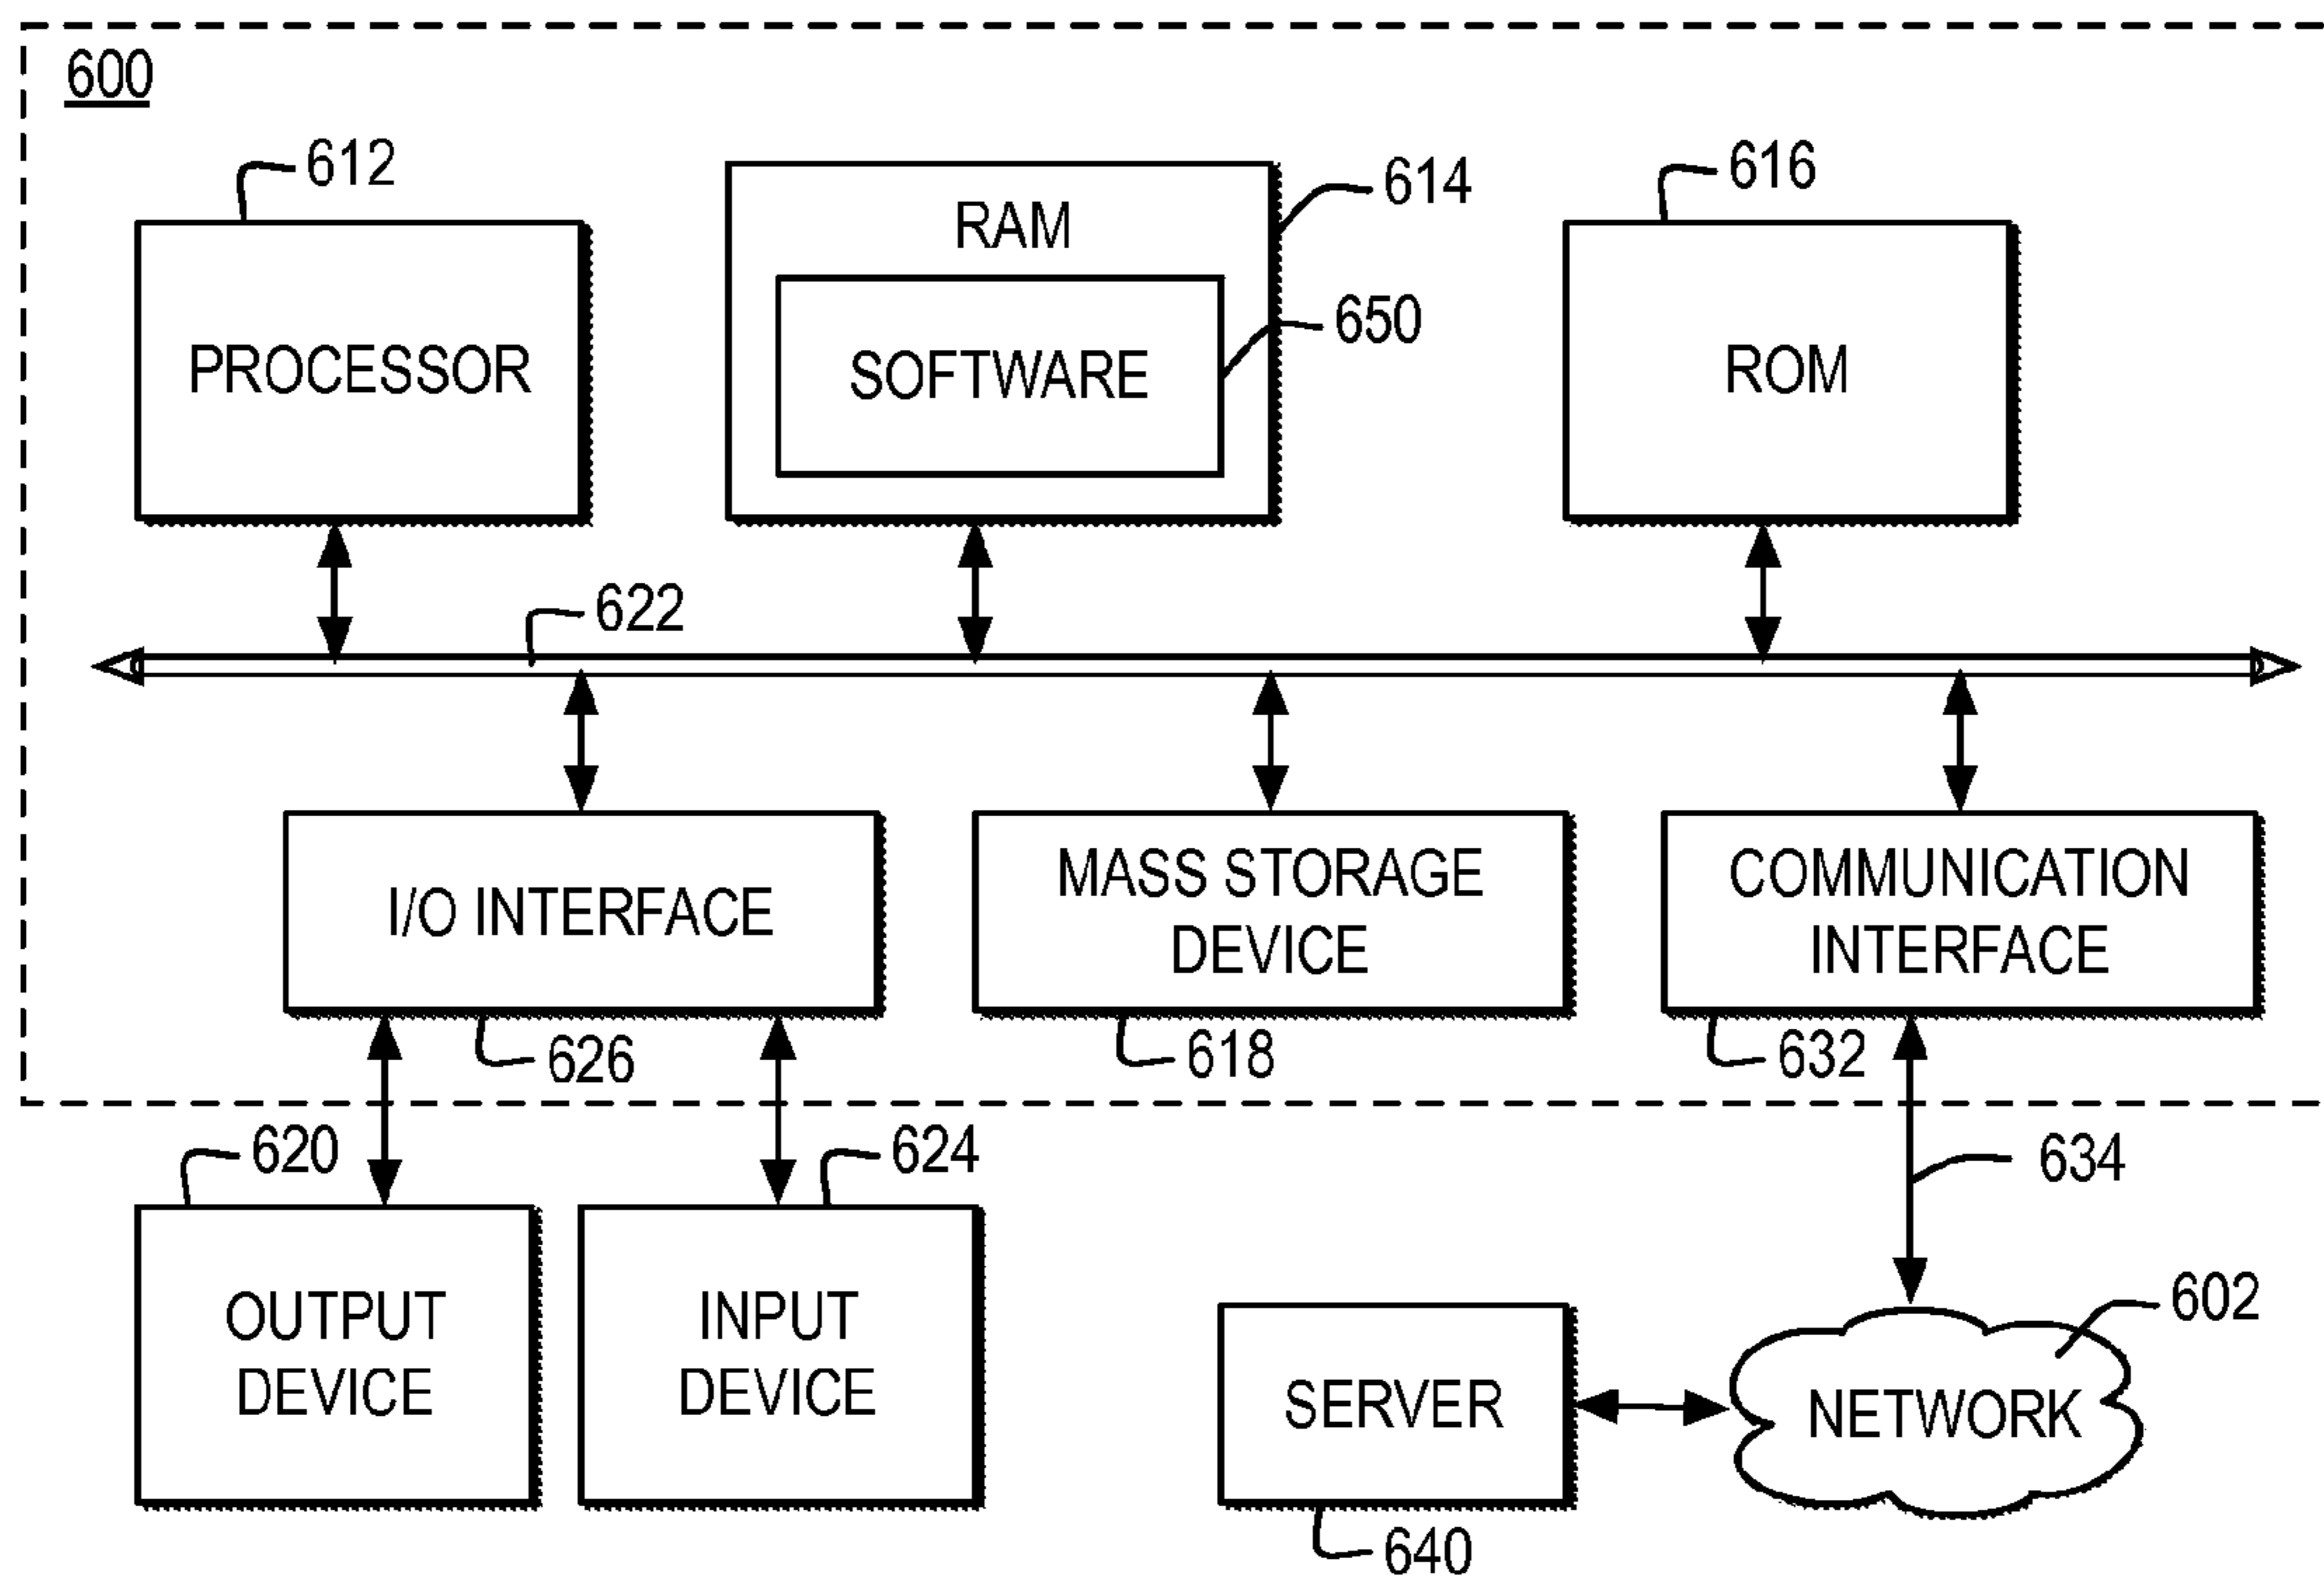 600
612
614
616
RAM
650
PROCESSOR
SOFTWARE
ROM
622
I/O INTERFACE
MASS STORAGE
DEVICE
COMMUNICATION
INTERFACE
626
618
632
620
624
634
OUTPUT
DEVICE
INPUT
DEVICE
SERVER
602
NETWORK
640